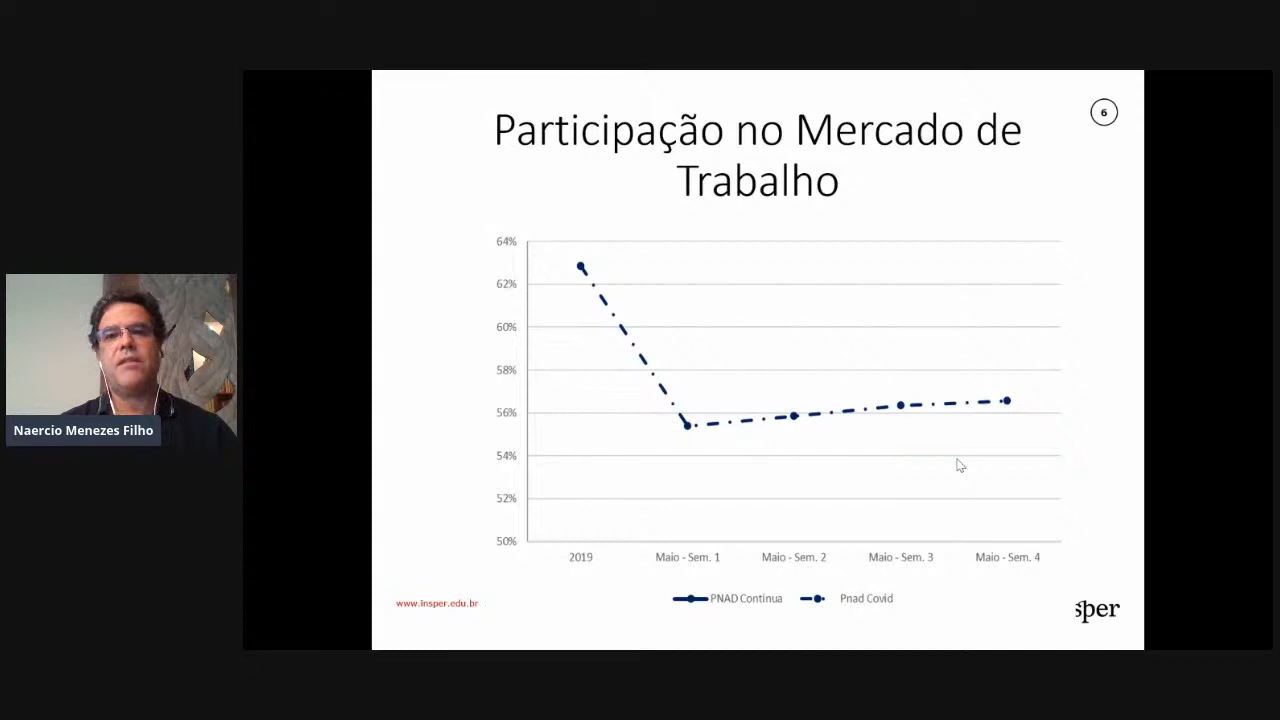 Participação no Mercado de
Trabalho
6
64%
62%
60%
58%
56%
54%
52%
50%
2019
Maio - Sem. 1
Maio - Sem. 2
Maio - Sem. 3
Maio - Sem. 4
PNAD Continua
Pnad Covid
www.insper.edu.br
sper
Naercio Menezes Filho